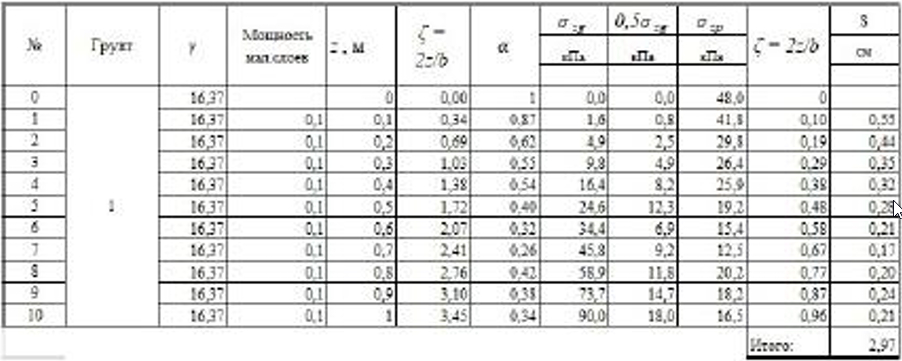 № Грунт γ Мощность мал.слоев z , м ζ = 2z/b α σzg 0,5σzg σzp ζ = 2z/b S
кПа кПа кПа см
0 16,37 0 0,00 1 0,0 0,0 48,0 0
1 16,37 0,1 0,1 0,34 0,87 1,6 0,8 41,8 0,10 0,55
2 16,37 0,1 0,2 0,69 0,62 4,9 2,5 29,8 0,19 0,44
3 16,37 0,1 0,3 1,03 0,55 9,8 4,9 26,4 0,29 0,35
4 16,37 0,1 0,4 1,38 0,54 16,4 8,2 25,9 0,38 0,32
5 1 16,37 0,1 0,5 1,72 0,40 24,6 12,3 19,2 0,48 0,28
6 16,37 0,1 0,6 2,07 0,32 34,4 6,9 15,4 0,58 0,21
7 16,37 0,1 0,7 2,41 0,26 45,8 9,2 12,5 0,67 0,17
8 16,37 0,1 0,8 2,76 0,42 58,9 11,8 20,2 0,77 0,20
9 16,37 0,1 0,9 3,10 0,38 73,7 14,7 18,2 0,87 0,24
10 16,37 0,1 1 3,45 0,34 90,0 18,0 16,5 0,96 0,21
Итого: 2,97